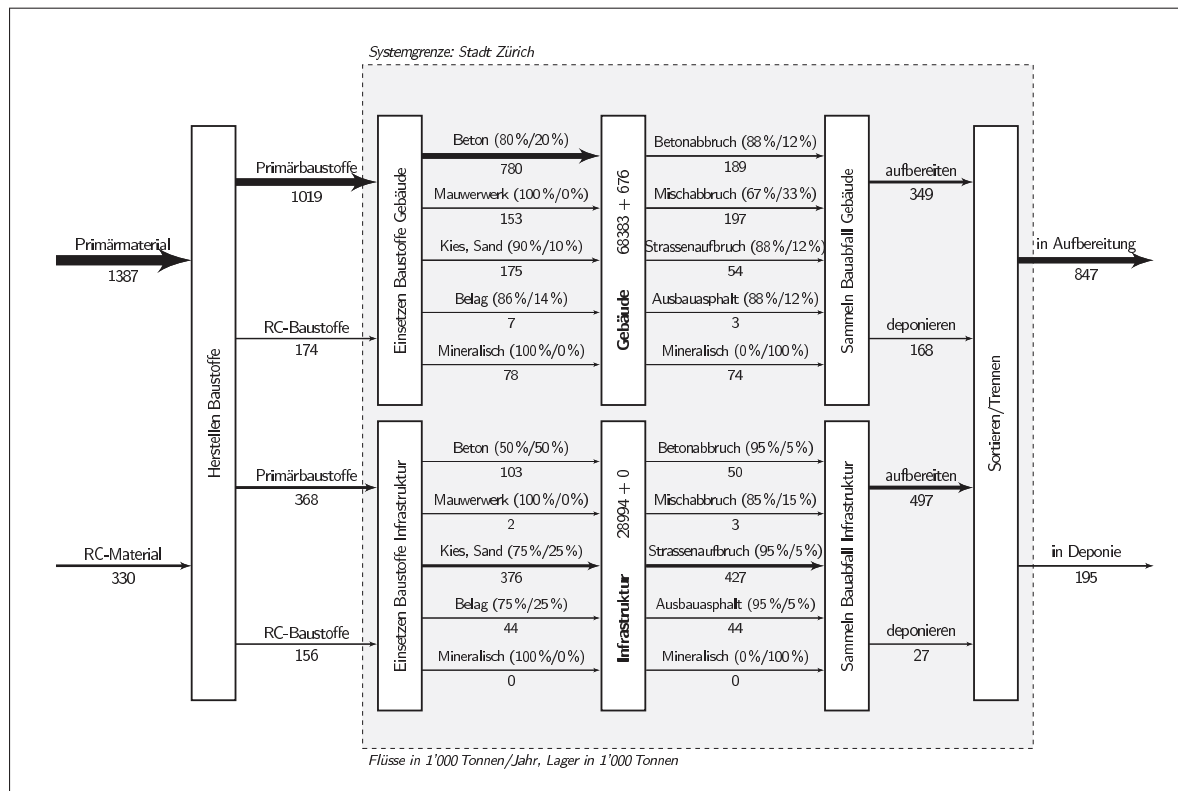 Systemgrenze: Stadt Zürich
Primärmaterial
1387
RC-Material
330
Herstellen Baustoffe
Primärbaustoffe
1019
RC-Baustoffe
174
Primärbaustoffe
368
RC-Baustoffe
156
Einsetzen Baustoffe Gebäude
Beton (80%/20%)
780
Mauwerwerk (100%/0%)
153
Kies, Sand (90%/10%)
175
Belag (86%/14%)
7
Mineralisch (100%/0%)
78
Gebäude 68383 + 676
Betonabbruch (88%/12%)
189
Mischabbruch (67%/33%)
197
Strassenaufbruch (88%/12%)
54
Ausbauasphalt (88%/12%)
3
Mineralisch (0%/100%)
74
Sammeln Bauabfall Gebäude
aufbereiten
349
deponieren
168
Einsetzen Baustoffe Infrastruktur
Beton (50%/50%)
103
Mauwerwerk (100%/0%)
2
Kies, Sand (75%/25%)
376
Belag (75%/25%)
44
Mineralisch (100%/0%)
0
Infrastruktur 28994 + 0
Betonabbruch (95%/5%)
50
Mischabbruch (85%/15%)
3
Strassenaufbruch (95%/5%)
427
Ausbauasphalt (95%/5%)
44
Mineralisch (0%/100%)
0
Sammeln Bauabfall Infrastruktur
aufbereiten
497
deponieren
27
Sortieren/Trennen
in Aufbereitung
847
in Deponie
195
Flüsse in 1'000 Tonnen/Jahr, Lager in 1'000 Tonnen